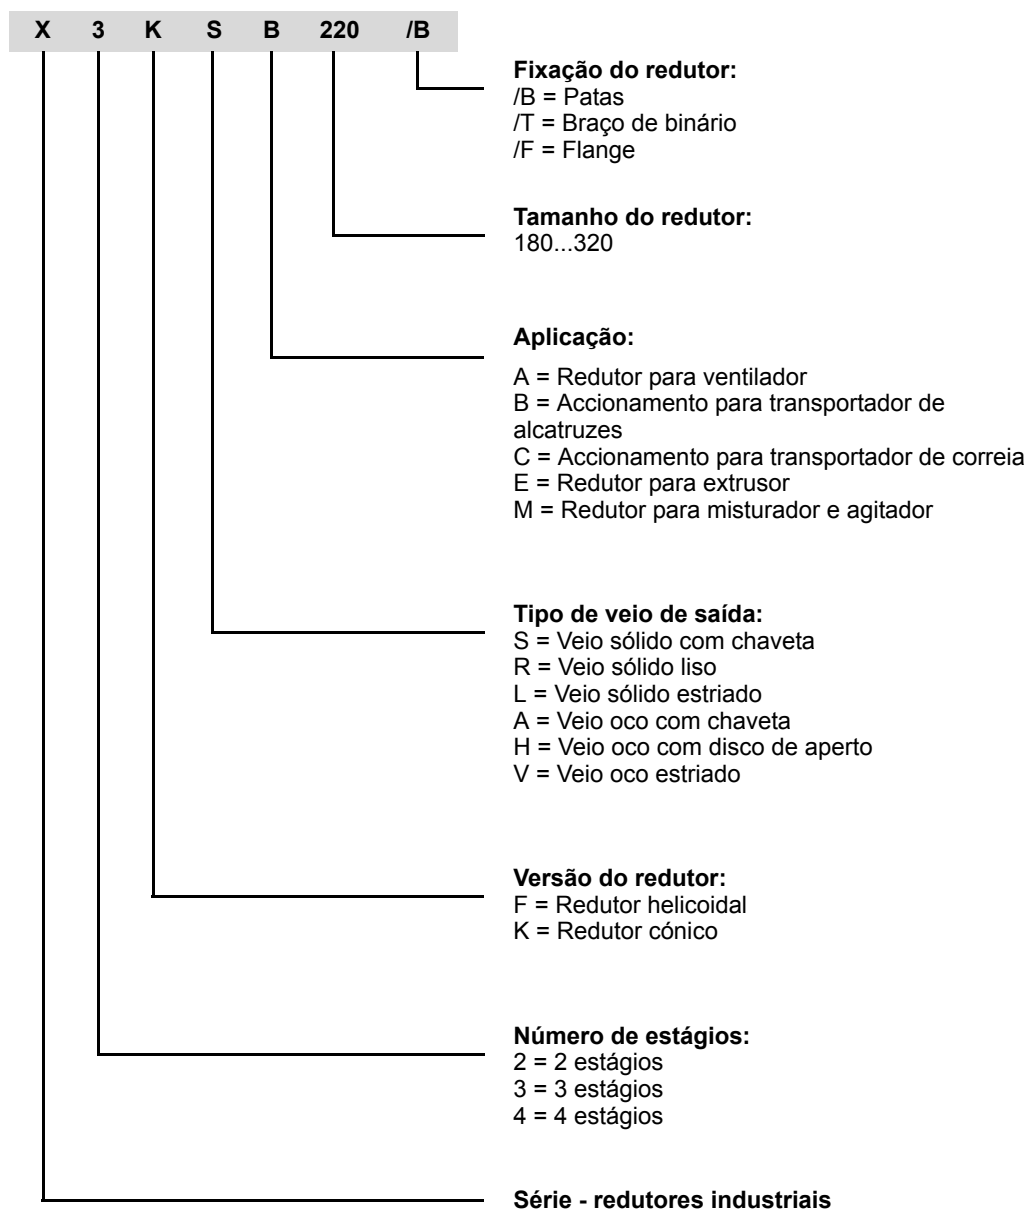 X 3 K S B 220 /B
Fixação do redutor:
/B = Patas
/T = Braço de binário
/F = Flange
Tamanho do redutor:
180...320
Aplicação:
A = Redutor para ventilador
B = Accionamento para transportador de
alcatruzes
C = Accionamento para transportador de correia
E = Redutor para extrusor
M = Redutor para misturador e agitador
Tipo de veio de saída:
S = Veio sólido com chaveta
R = Veio sólido liso
L = Veio sólido estriado
A = Veio oco com chaveta
H = Veio oco com disco de aperto
V = Veio oco estriado
Versão do redutor:
F = Redutor helicoidal
K = Redutor cónico
Número de estágios:
2 = 2 estágios
3 = 3 estágios
4 = 4 estágios
Série - redutores industriais